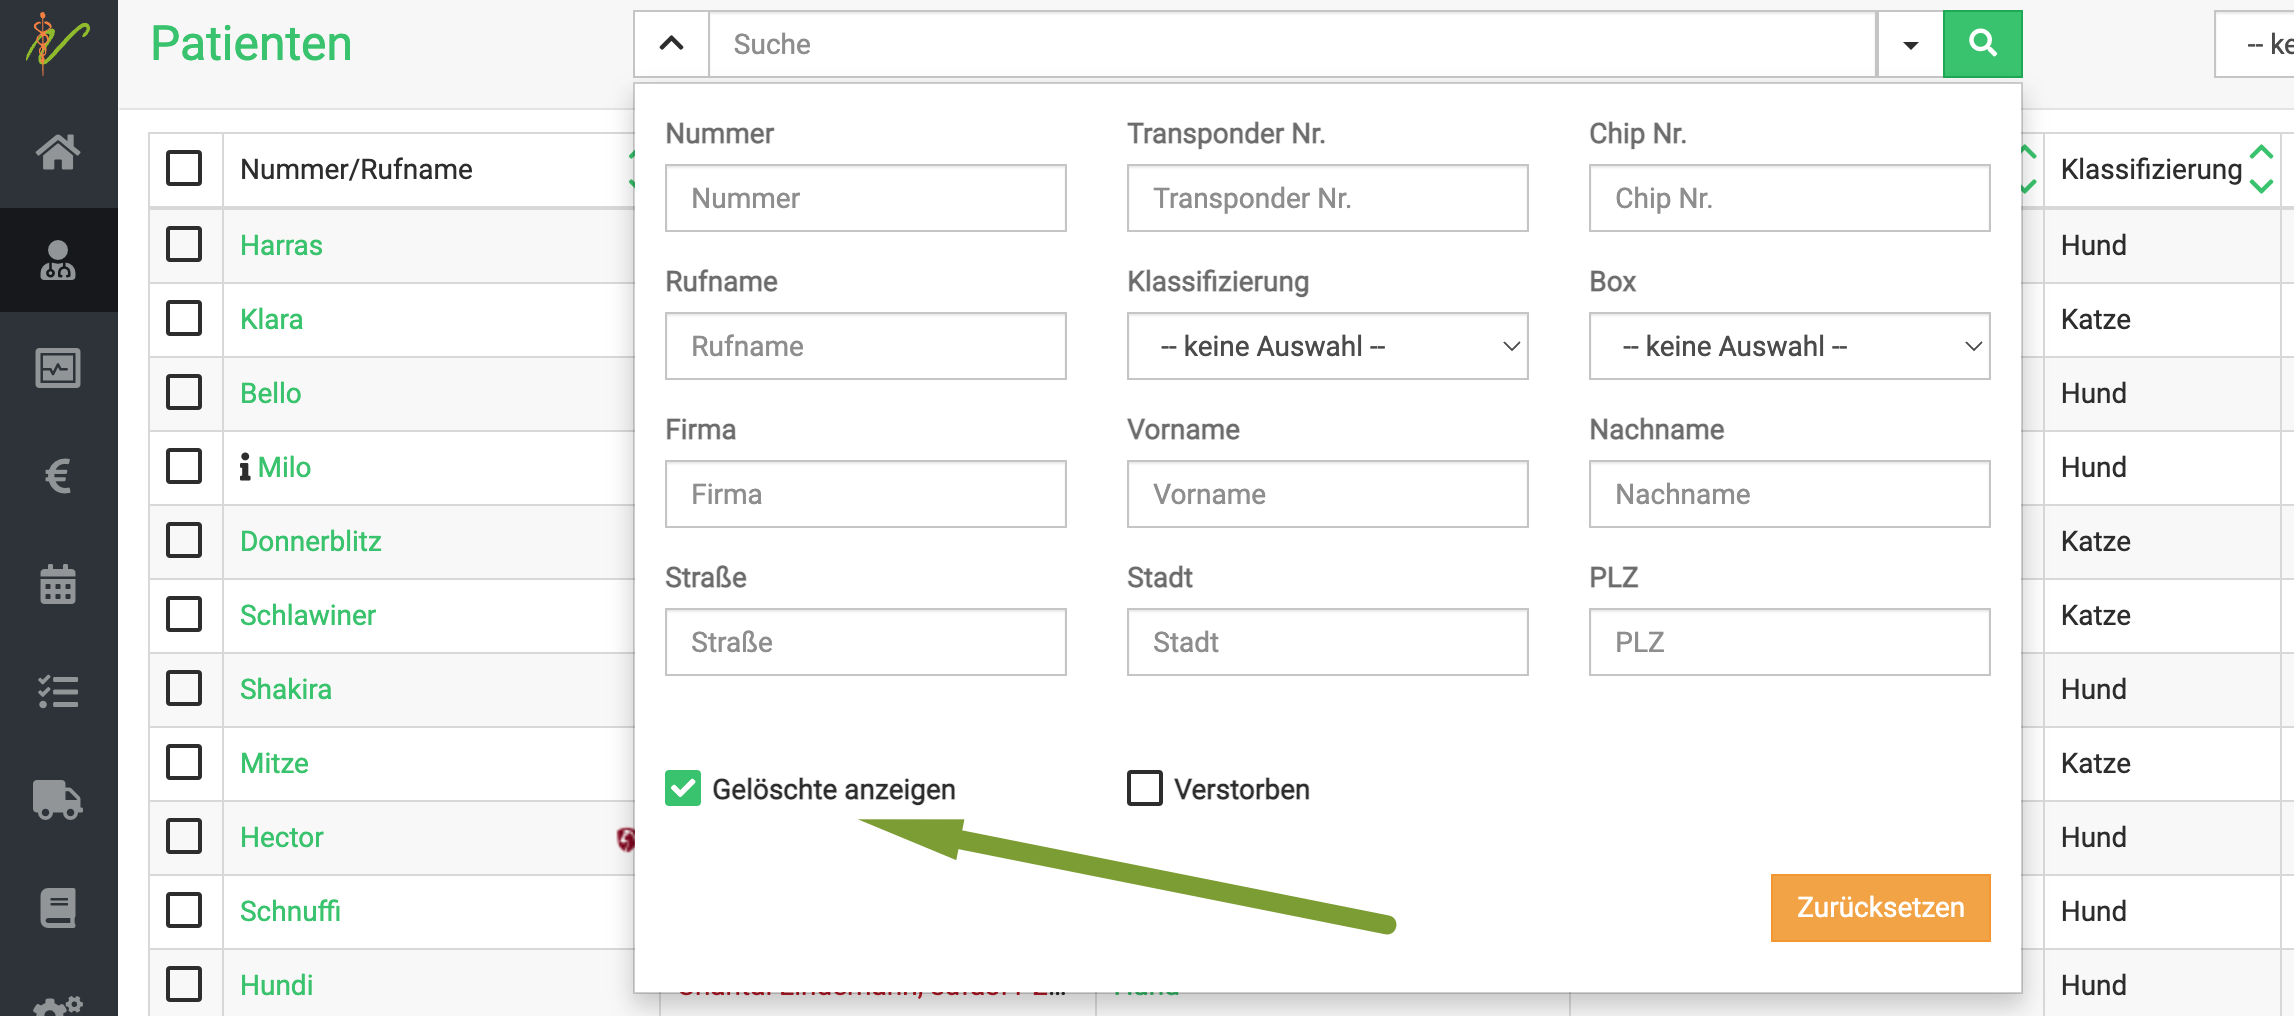 Patienten
Suche
-- ke
Nummer/Rufname
Klassifizierung
Nummer
Transponder Nr.
Chip Nr.
Nummer
Transponder Nr.
Chip Nr.
Rufname
Klassifizierung
Box
Rufname
-- keine Auswahl --
-- keine Auswahl --
Firma
Vorname
Nachname
Firma
Vorname
Nachname
Straße
Stadt
PLZ
Straße
Stadt
PLZ
Gelöschte anzeigen
Verstorben
Zurücksetzen
Harras
Hund
Klara
Katze
Bello
Hund
Milo
Hund
Donnerblitz
Katze
Schlawiner
Katze
Shakira
Hund
Mitze
Katze
Hector
Hund
Schnuffi
Hund
Hundi
Hund